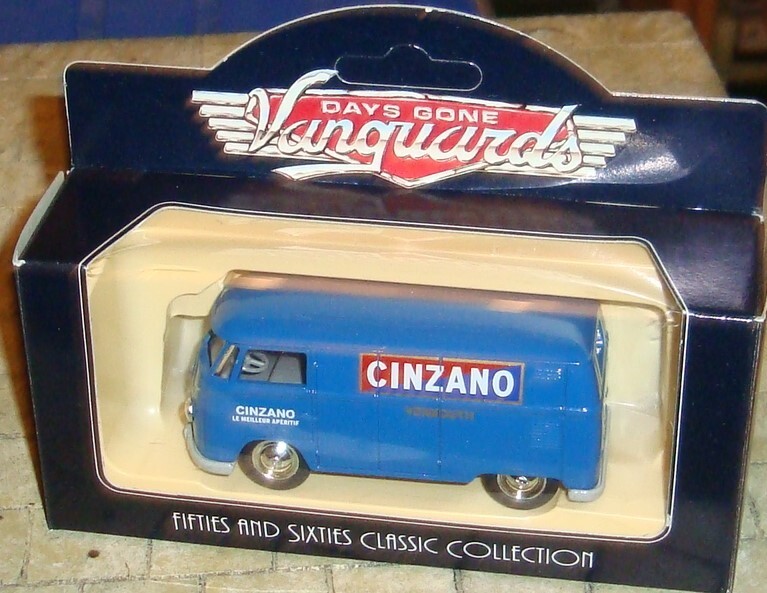 DAYS GONE
Vanguards
CINZANO
CINZANO
LE MEILLEUR APERITIF
FIFTIES AND SIXTIES CLASSIC COLLECTION